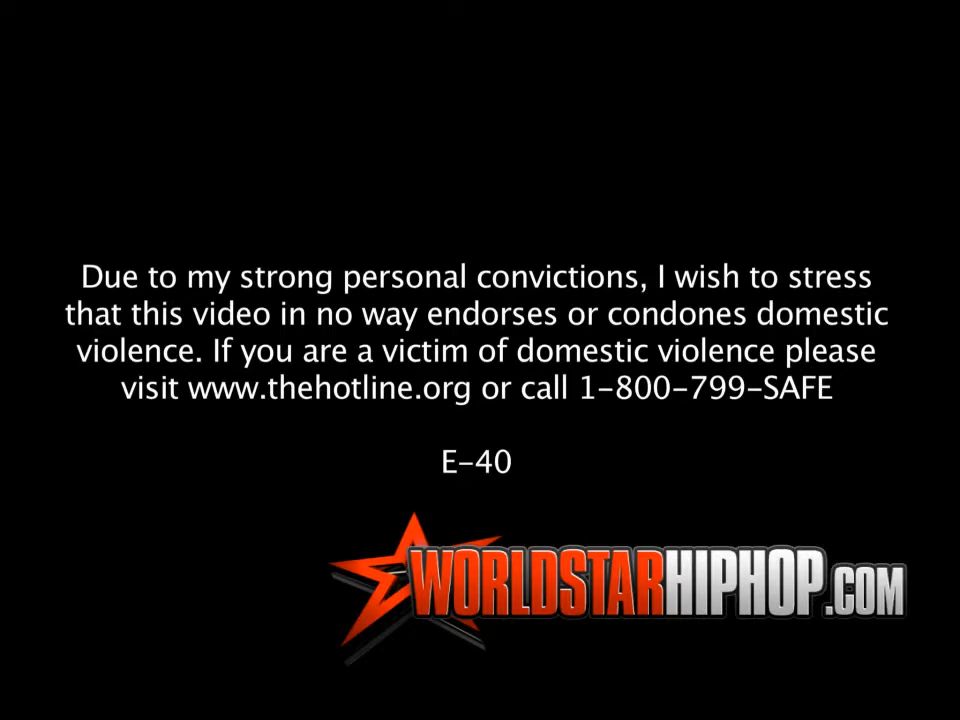 Due to my strong personal convictions, I wish to stress
that this video in no way endorses or condones domestic
violence. If you are a victim of domestic violence please
visit www.thehotline.org or call 1-800-799-SAFE
E-40
WORLDSTARHIPHOP.COM